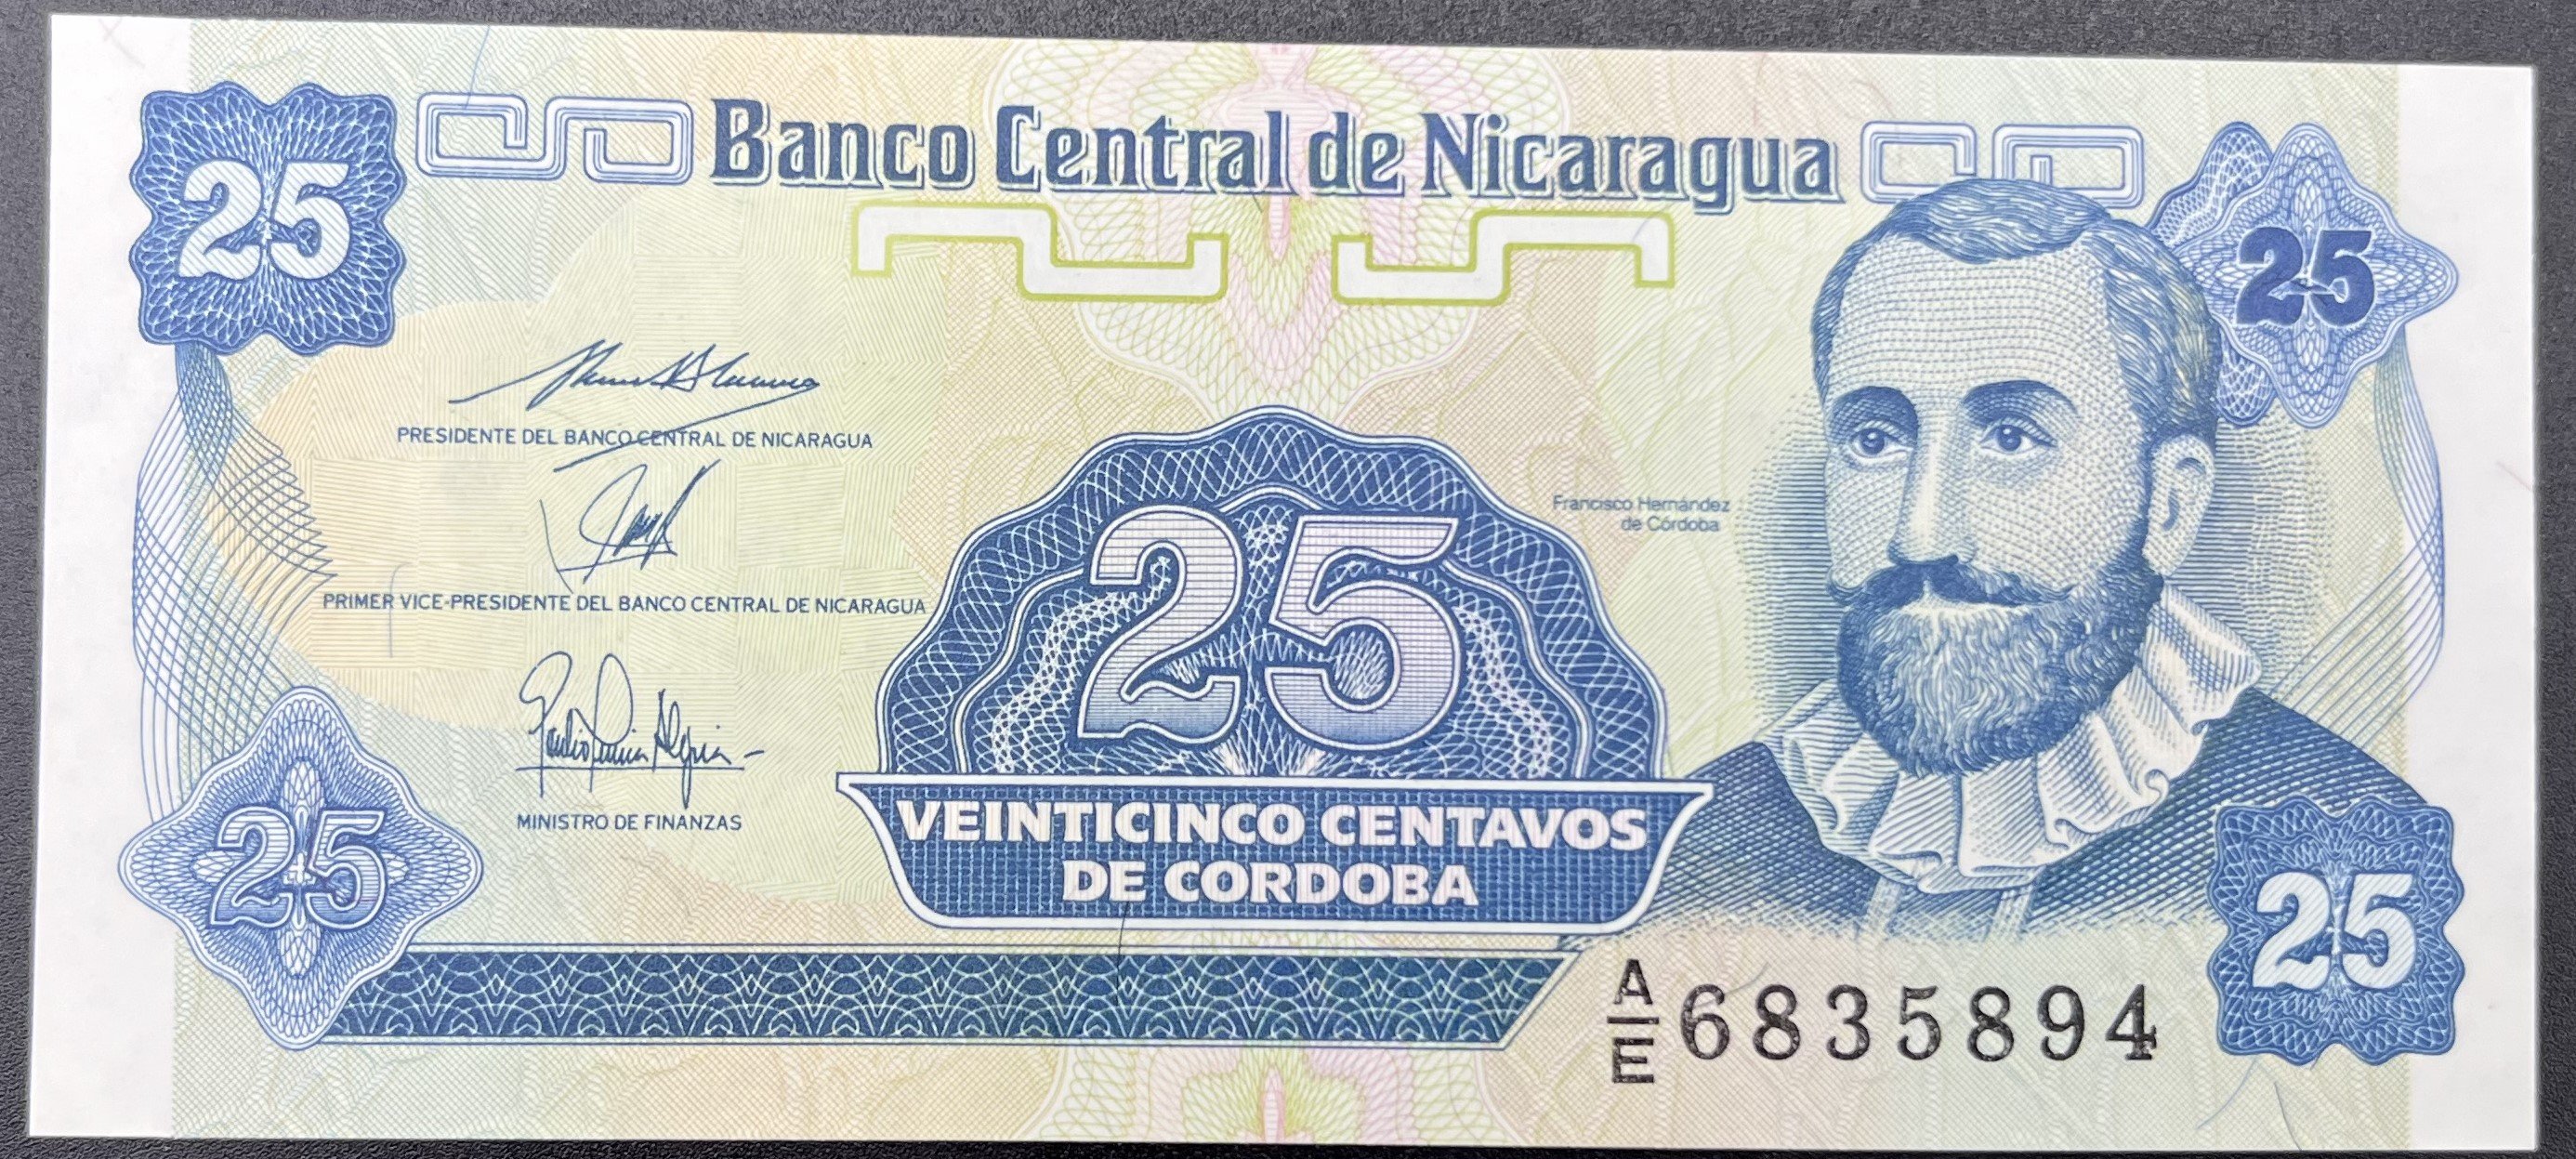 25
Banco Central de Nicaragua
25
PRESIDENTE DEL BANCO CENTRAL DE NICARAGUA
Francisco Hernández
de Córdoba
25
PRIMER VICE-PRESIDENTE DEL BANCO CENTRAL DE NICARAGUA
MINISTRO DE FINANZAS
VEINTICINCO CENTAVOS
DE CORDOBA
25
25
A/E 6835894